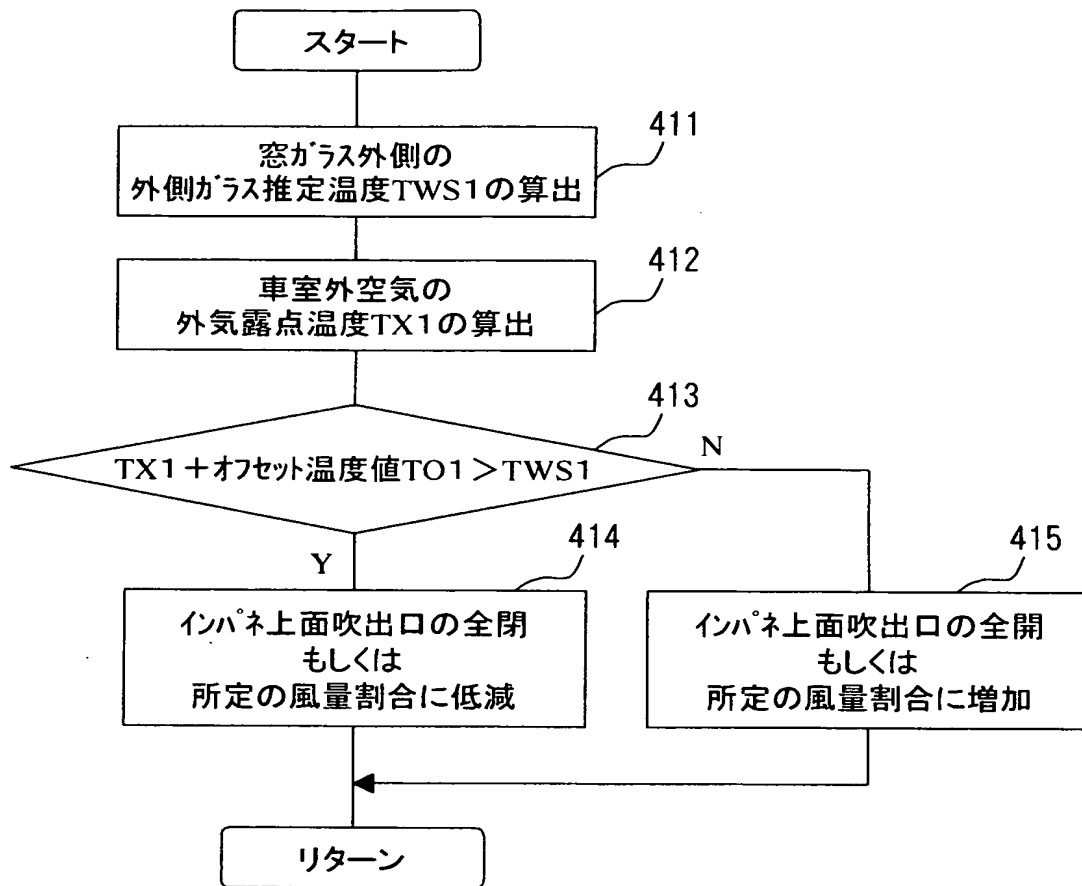 スタート
411
窓ｶﾞﾗｽ外側の
外側ｶﾞﾗｽ推定温度TWS1の算出
412
車室外空気の
外気露点温度TX1の算出
413
TX1＋ｵﾌｾｯﾄ温度値TO1＞TWS1
N
Y
414
ｲﾝﾊﾟﾈ上面吹出口の全閉
もしくは
所定の風量割合に低減
415
ｲﾝﾊﾟﾈ上面吹出口の全開
もしくは
所定の風量割合に増加
リターン